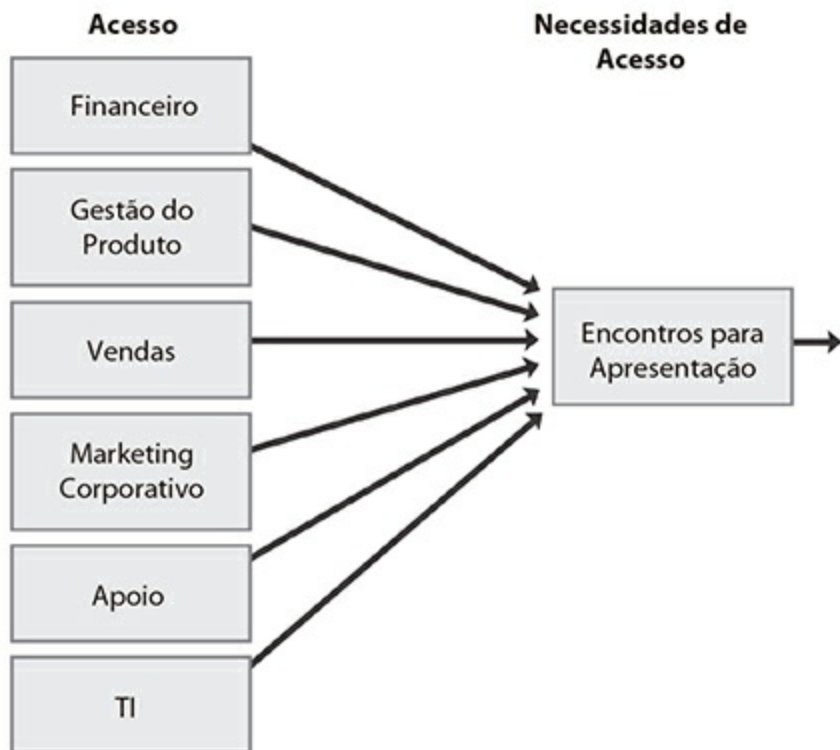 Acesso
Necessidades de
Acesso
Financeiro
Gestão do
Produto
Vendas
Marketing
Corporativo
Apoio
TI
Encontros para
Apresentação